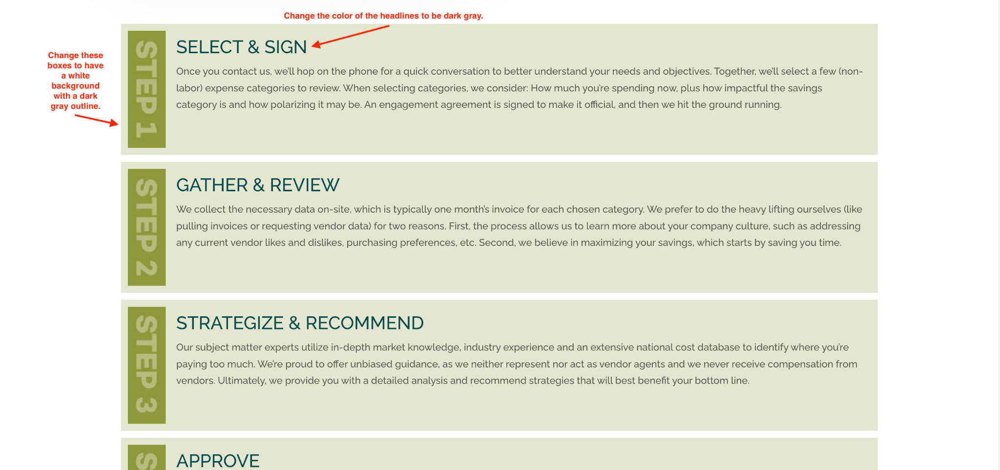 Change the color of the headlines to be dark gray.
Change these
boxes to have
a white
background
with a dark
gray outline.
STEP 1
SELECT & SIGN
Once you contact us, we'll hop on the phone for a quick conversation to better understand your needs and objectives. Together, we'll select a few (non-
labor) expense categories to review. When selecting categories, we consider: How much you're spending now, plus how impactful the savings
category is and how polarizing it may be. An engagement agreement is signed to make it official, and then we hit the ground running.
STEP 2
GATHER & REVIEW
We collect the necessary data on-site, which is typically one month's invoice for each chosen category. We prefer to do the heavy lifting ourselves (like
pulling invoices or requesting vendor data) for two reasons. First, the process allows us to learn more about your company culture, such as addressing
any current vendor likes and dislikes, purchasing preferences, etc. Second, we believe in maximizing your savings, which starts by saving you time.
STEP 3
STRATEGIZE & RECOMMEND
Our subject matter experts utilize in-depth market knowledge, industry experience and an extensive national cost database to identify where you're
paying too much. We're proud to offer unbiased guidance, as we neither represent nor act as vendor agents and we never receive compensation from
vendors. Ultimately, we provide you with a detailed analysis and recommend strategies that will best benefit your bottom line.
S
APPROVE